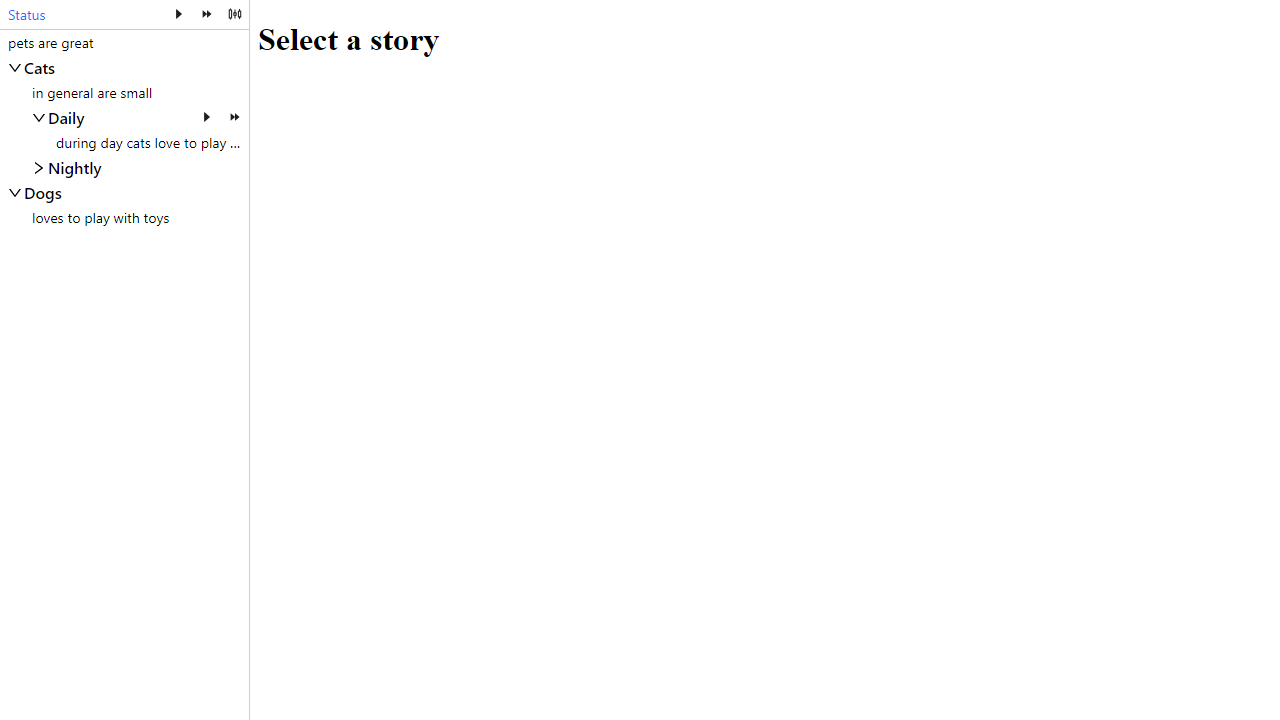 Status
Select a story
pets are great
Cats
in general are small
Daily
during day cats love to play ...
Nightly
Dogs
loves to play with toys